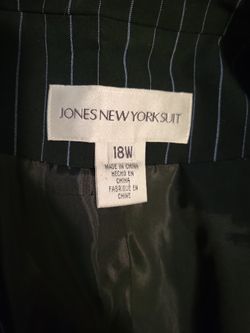 JONES NEW YORK SUIT
18W
MADE IN CHINA
HECHO EN
CHINA
FABRIQUÉ EN
CHINE